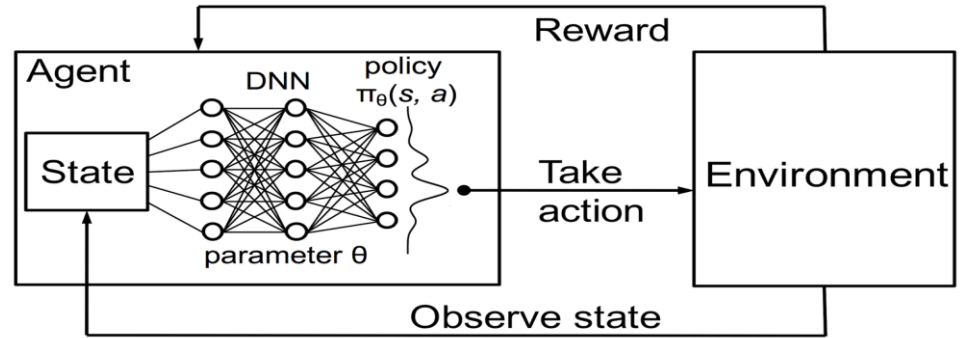 Reward
Agent
DNN
policy
πθ(s, a)
State
Take
action
Environment
parameter θ
Observe state